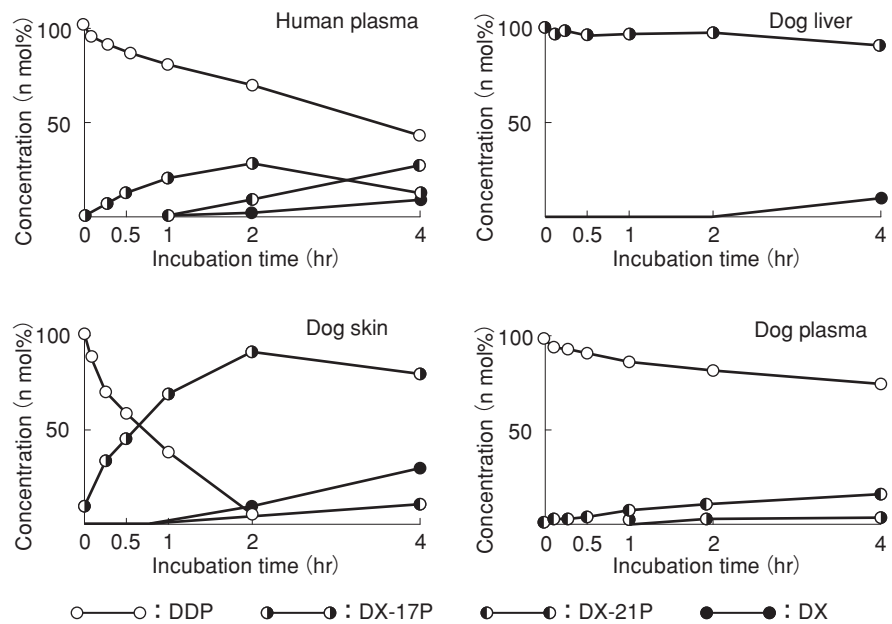 Human plasma
Concentration (n mol%)
100
50
0 0.5 1 2 4
Incubation time (hr)
Dog liver
Concentration (n mol%)
100
50
0 0.5 1 2 4
Incubation time (hr)
Dog skin
Concentration (n mol%)
100
50
0 0.5 1 2 4
Incubation time (hr)
Dog plasma
Concentration (n mol%)
100
50
0 0.5 1 2 4
Incubation time (hr)
: DDP : DX-17P : DX-21P : DX